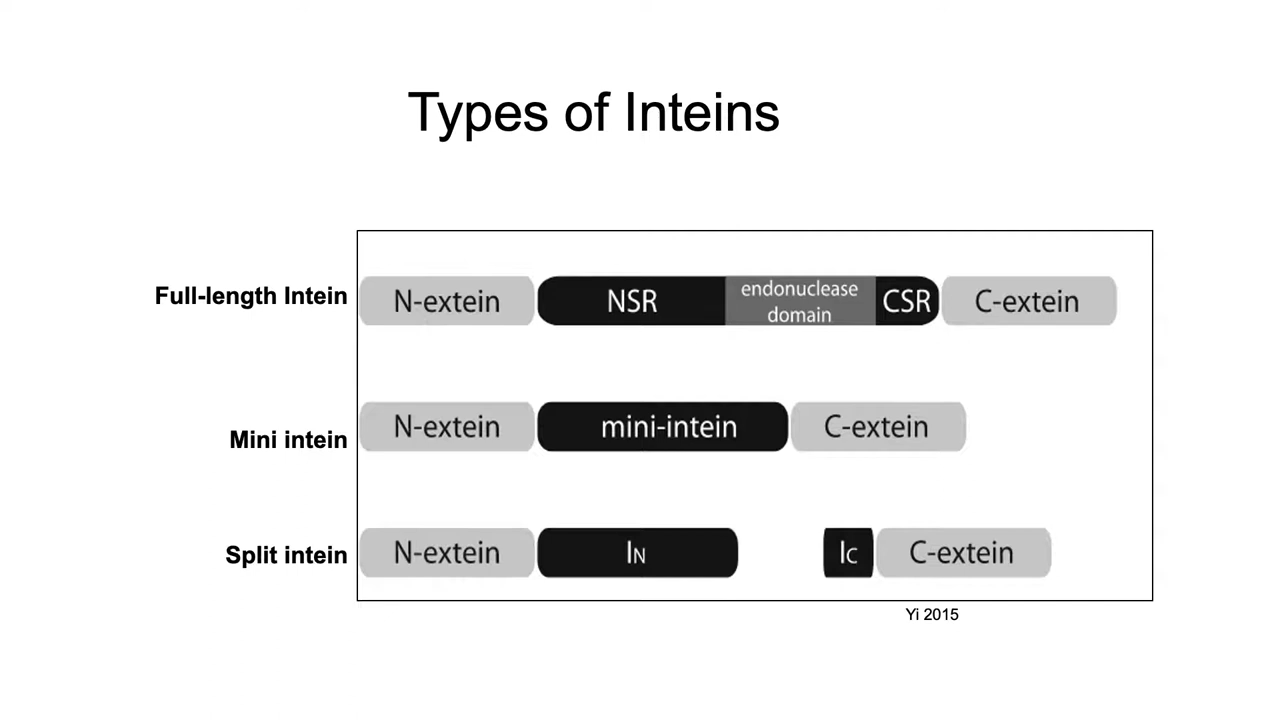 Types of Inteins
Full-length Intein
N-extein NSR endonuclease domain CSR C-extein
Mini intein
N-extein mini-intein C-extein
Split intein
N-extein IN IC C-extein
Yi 2015